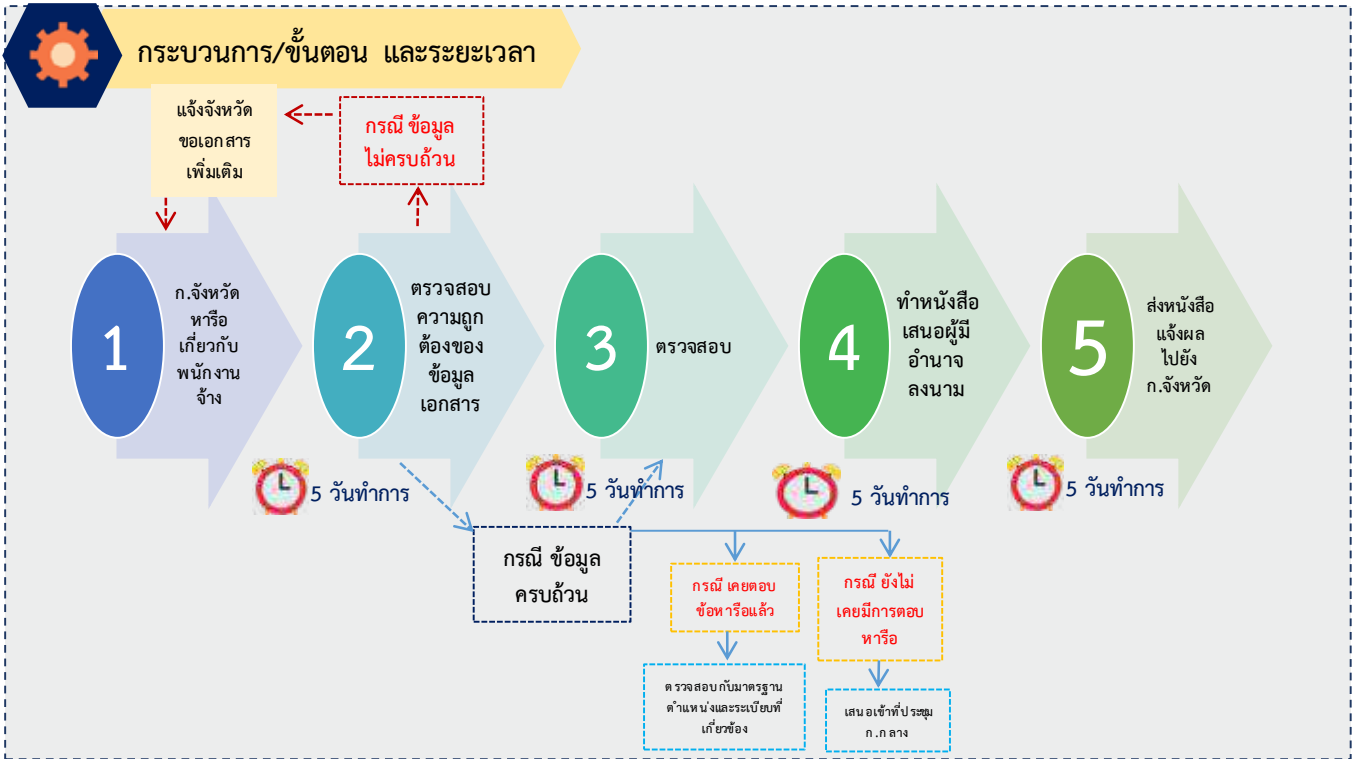 กระบวนการ/ขั้นตอน และระยะเวลา
แจ้งจังหวัด
ขอเอกสาร
เพิ่มเติม
กรณี ข้อมูล
ไม่ครบถ้วน
1
ก.จังหวัด
หารือ
เกี่ยวกับ
พนักงาน
จ้าง
2
ตรวจสอบ
ความถูก
ต้องของ
ข้อมูล
เอกสาร
3
ตรวจสอบ
4
ทำหนังสือ
เสนอผู้มี
อำนาจ
ลงนาม
5
ส่งหนังสือ
แจ้งผล
ไปยัง
ก.จังหวัด
5 วันทำการ
5 วันทำการ
5 วันทำการ
5 วันทำการ
กรณี ข้อมูล
ครบถ้วน
กรณี เคยตอบ
ข้อหารือแล้ว
กรณี ยังไม่
เคยมีการตอบ
หารือ
ตรวจสอบกับมาตรฐาน
ตำแหน่งและระเบียบที่
เกี่ยวข้อง
เสนอเข้าที่ประชุม
ก.กลาง